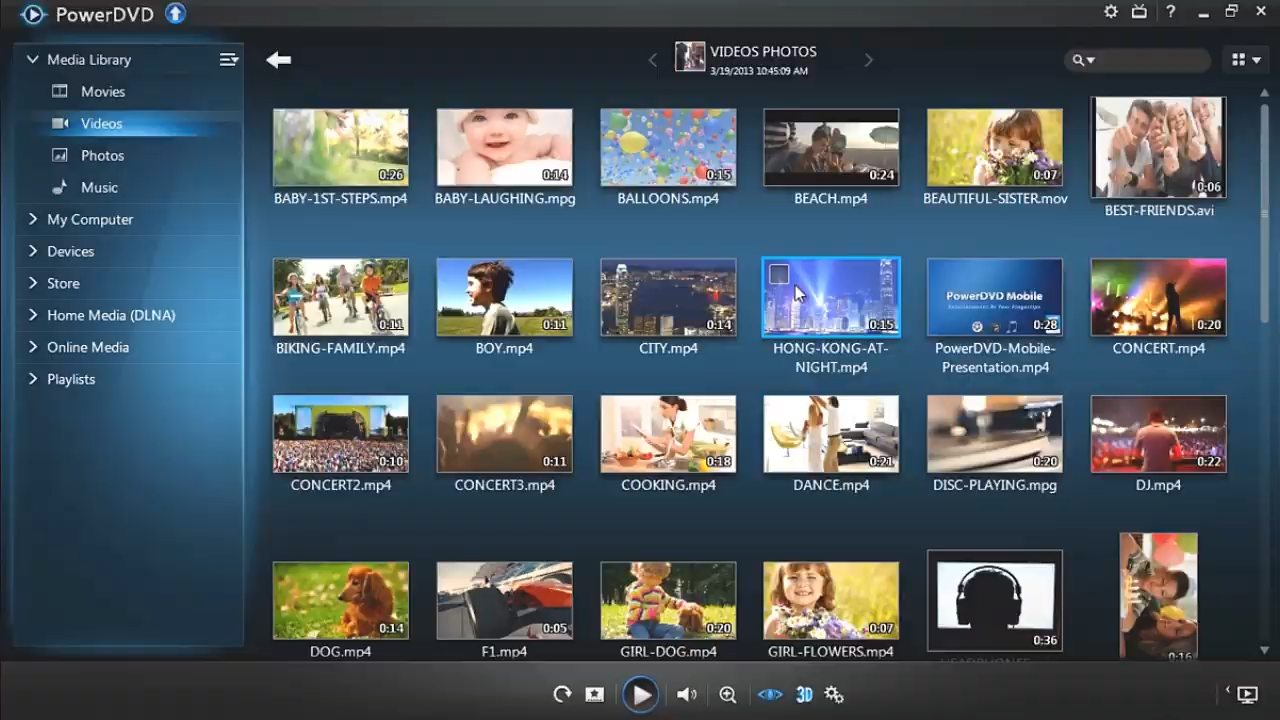 PowerDVD
?
Media Library
Movies
Videos
Photos
Music
My Computer
Devices
Store
Home Media (DLNA)
Online Media
Playlists
VIDEOS PHOTOS
3/19/2013 10:45:09 AM
0:26
0:14
0:15
0:24
0:07
0:06
BABY-1ST-STEPS.mp4
BABY-LAUGHING.mpg
BALLOONS.mp4
BEACH.mp4
BEAUTIFUL-SISTER.mov
BEST-FRIENDS.avi
PowerDVD Mobile
0:11
0:11
0:14
0:15
0:28
0:20
BIKING-FAMILY.mp4
BOY.mp4
CITY.mp4
HONG-KONG-AT-
NIGHT.mp4
PowerDVD-Mobile-
Presentation.mp4
CONCERT.mp4
0:10
0:11
0:18
0:21
0:20
0:22
CONCERT2.mp4
CONCERT3.mp4
COOKING.mp4
DANCE.mp4
DISC-PLAYING.mpg
DJ.mp4
0:14
0:05
0:20
0:07
0:36
0:16
DOG.mp4
F1.mp4
GIRL-DOG.mp4
GIRL-FLOWERS.mp4
3D